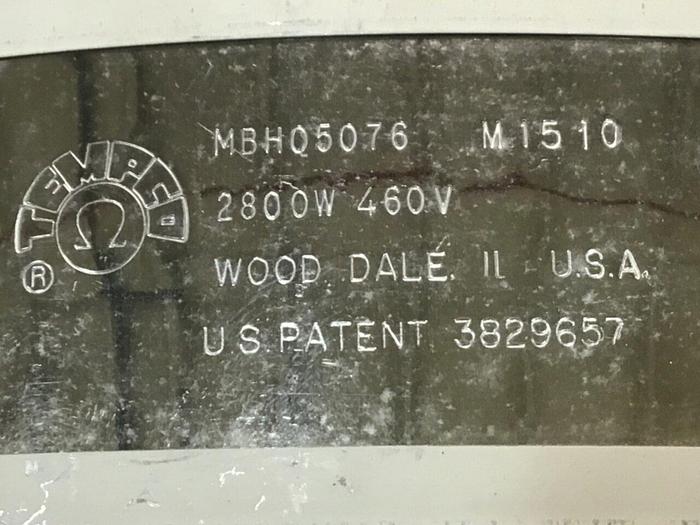 TEMPCO
Ω
®
MBH05076 M1510
2800W 460V
WOOD DALE, IL U.S.A.
U.S. PATENT 3829657